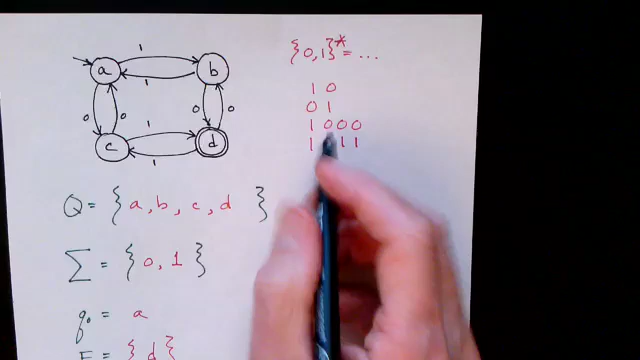 1
a b
1
0 0 0 0
1
c d
1
{0,1}* = ...
1 0
0 1
1 0 0 0
1 1 1
Q = {a, b, c, d}
Σ = {0, 1}
q₀ = a
F = {d}